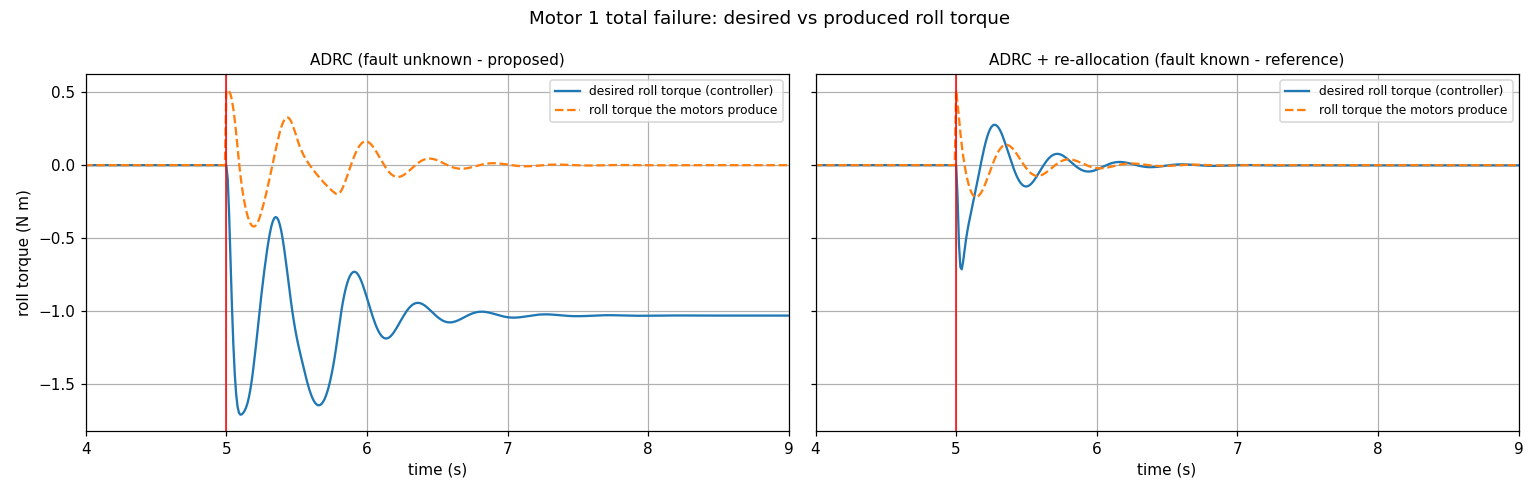 Motor 1 total failure: desired vs produced roll torque
ADRC (fault unknown - proposed)
desired roll torque (controller)
roll torque the motors produce
roll torque (N m)
0.5
0.0
−0.5
−1.0
−1.5
4
5
6
7
8
9
time (s)
ADRC + re-allocation (fault known - reference)
desired roll torque (controller)
roll torque the motors produce
4
5
6
7
8
9
time (s)